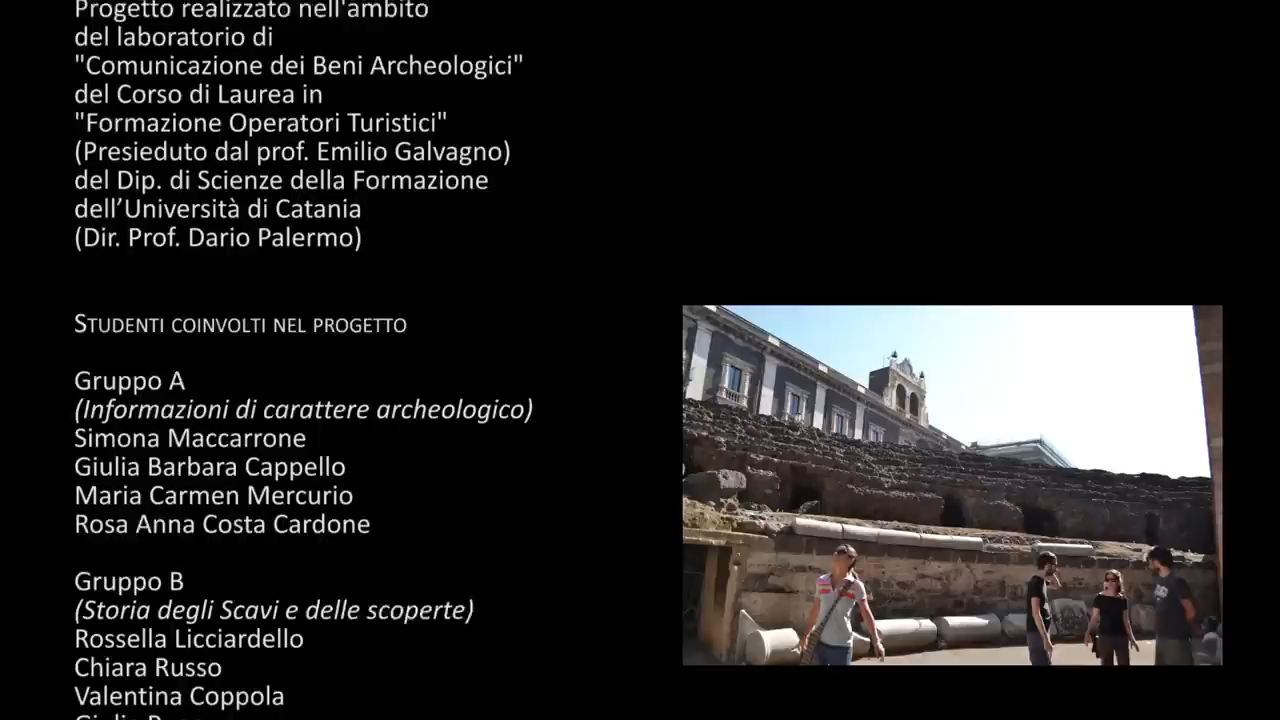 Progetto realizzato nell'ambito
del laboratorio di
"Comunicazione dei Beni Archeologici"
del Corso di Laurea in
"Formazione Operatori Turistici"
(Presieduto dal prof. Emilio Galvagno)
del Dip. di Scienze della Formazione
dell’Università di Catania
(Dir. Prof. Dario Palermo)
Studenti coinvolti nel progetto
Gruppo A
(Informazioni di carattere archeologico)
Simona Maccarrone
Giulia Barbara Cappello
Maria Carmen Mercurio
Rosa Anna Costa Cardone
Gruppo B
(Storia degli Scavi e delle scoperte)
Rossella Licciardello
Chiara Russo
Valentina Coppola